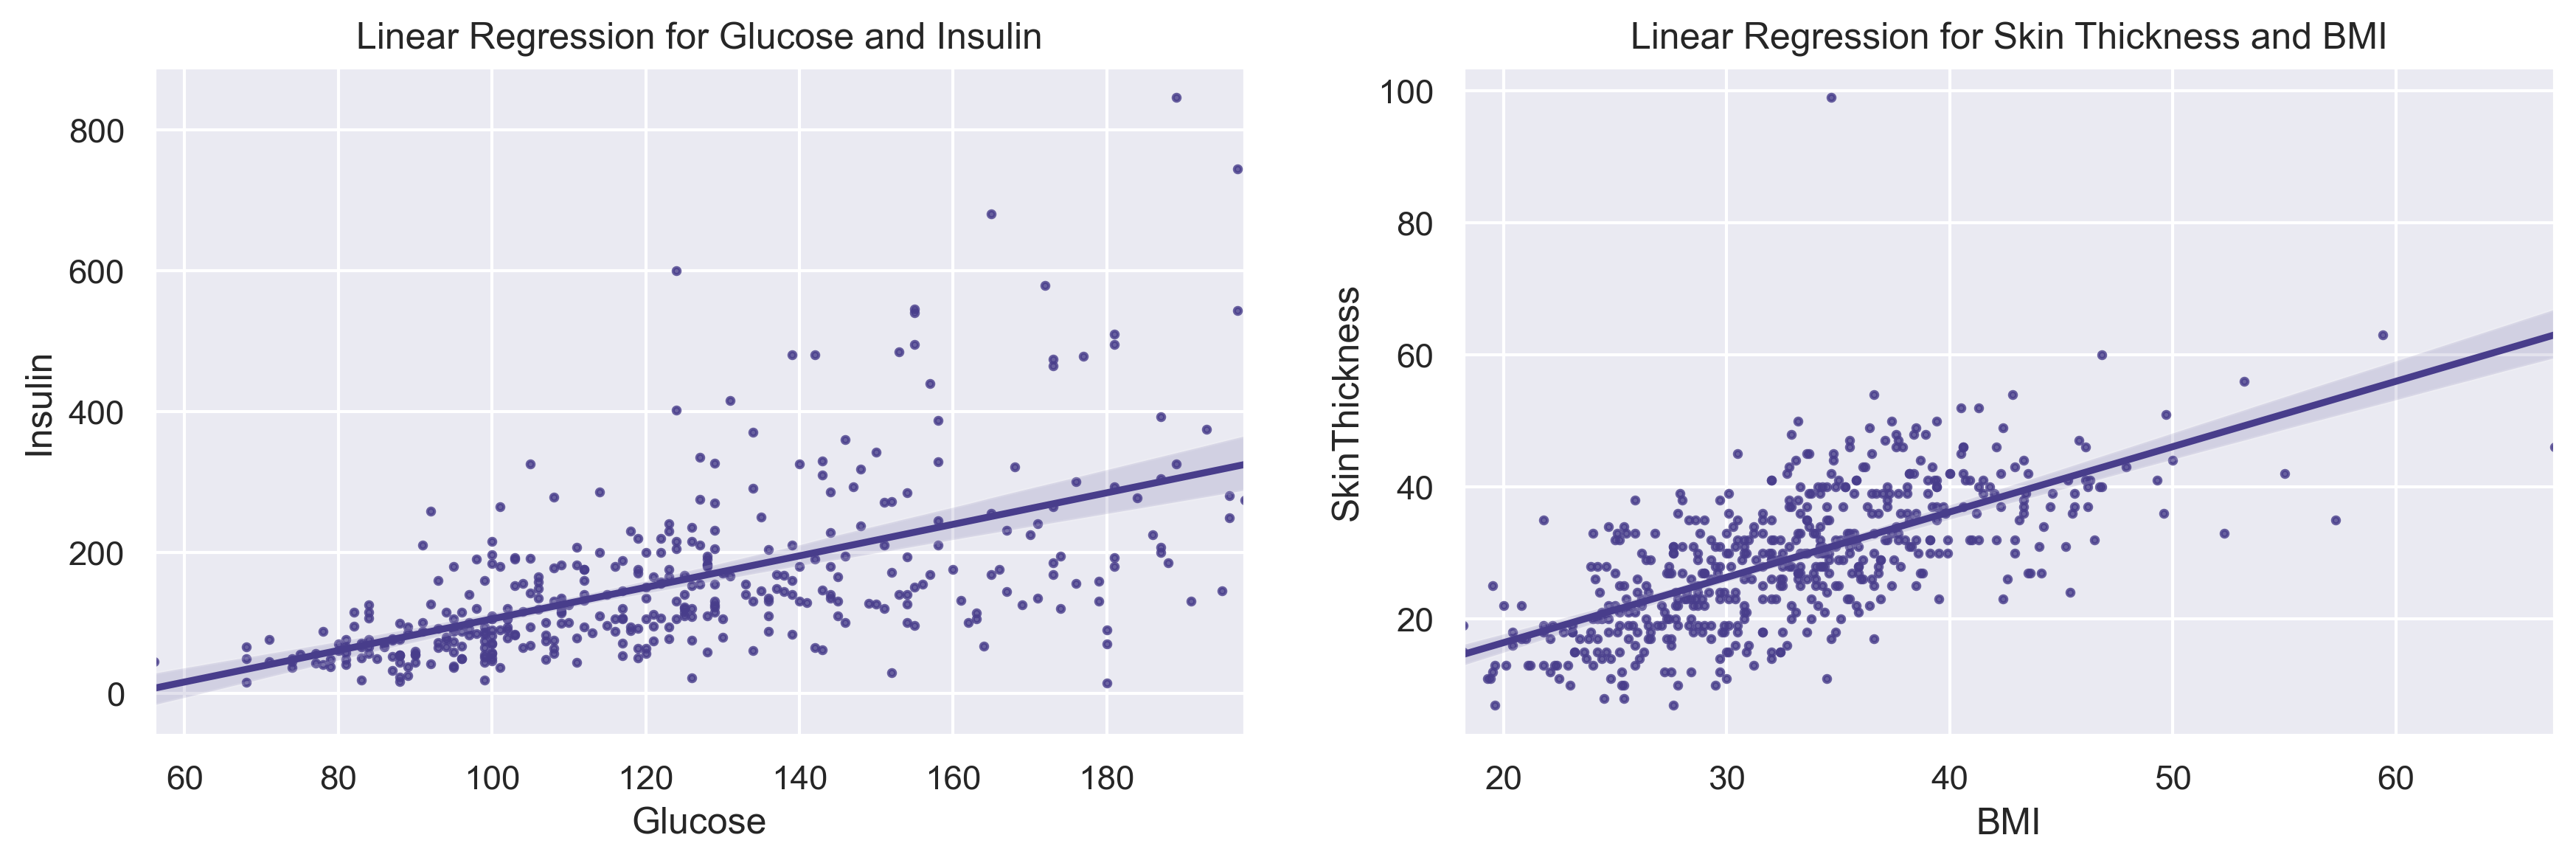 Linear Regression for Glucose and Insulin
800
600
400
200
0
Insulin
60 80 100 120 140 160 180
Glucose
Linear Regression for Skin Thickness and BMI
100
80
60
40
20
SkinThickness
20 30 40 50 60
BMI